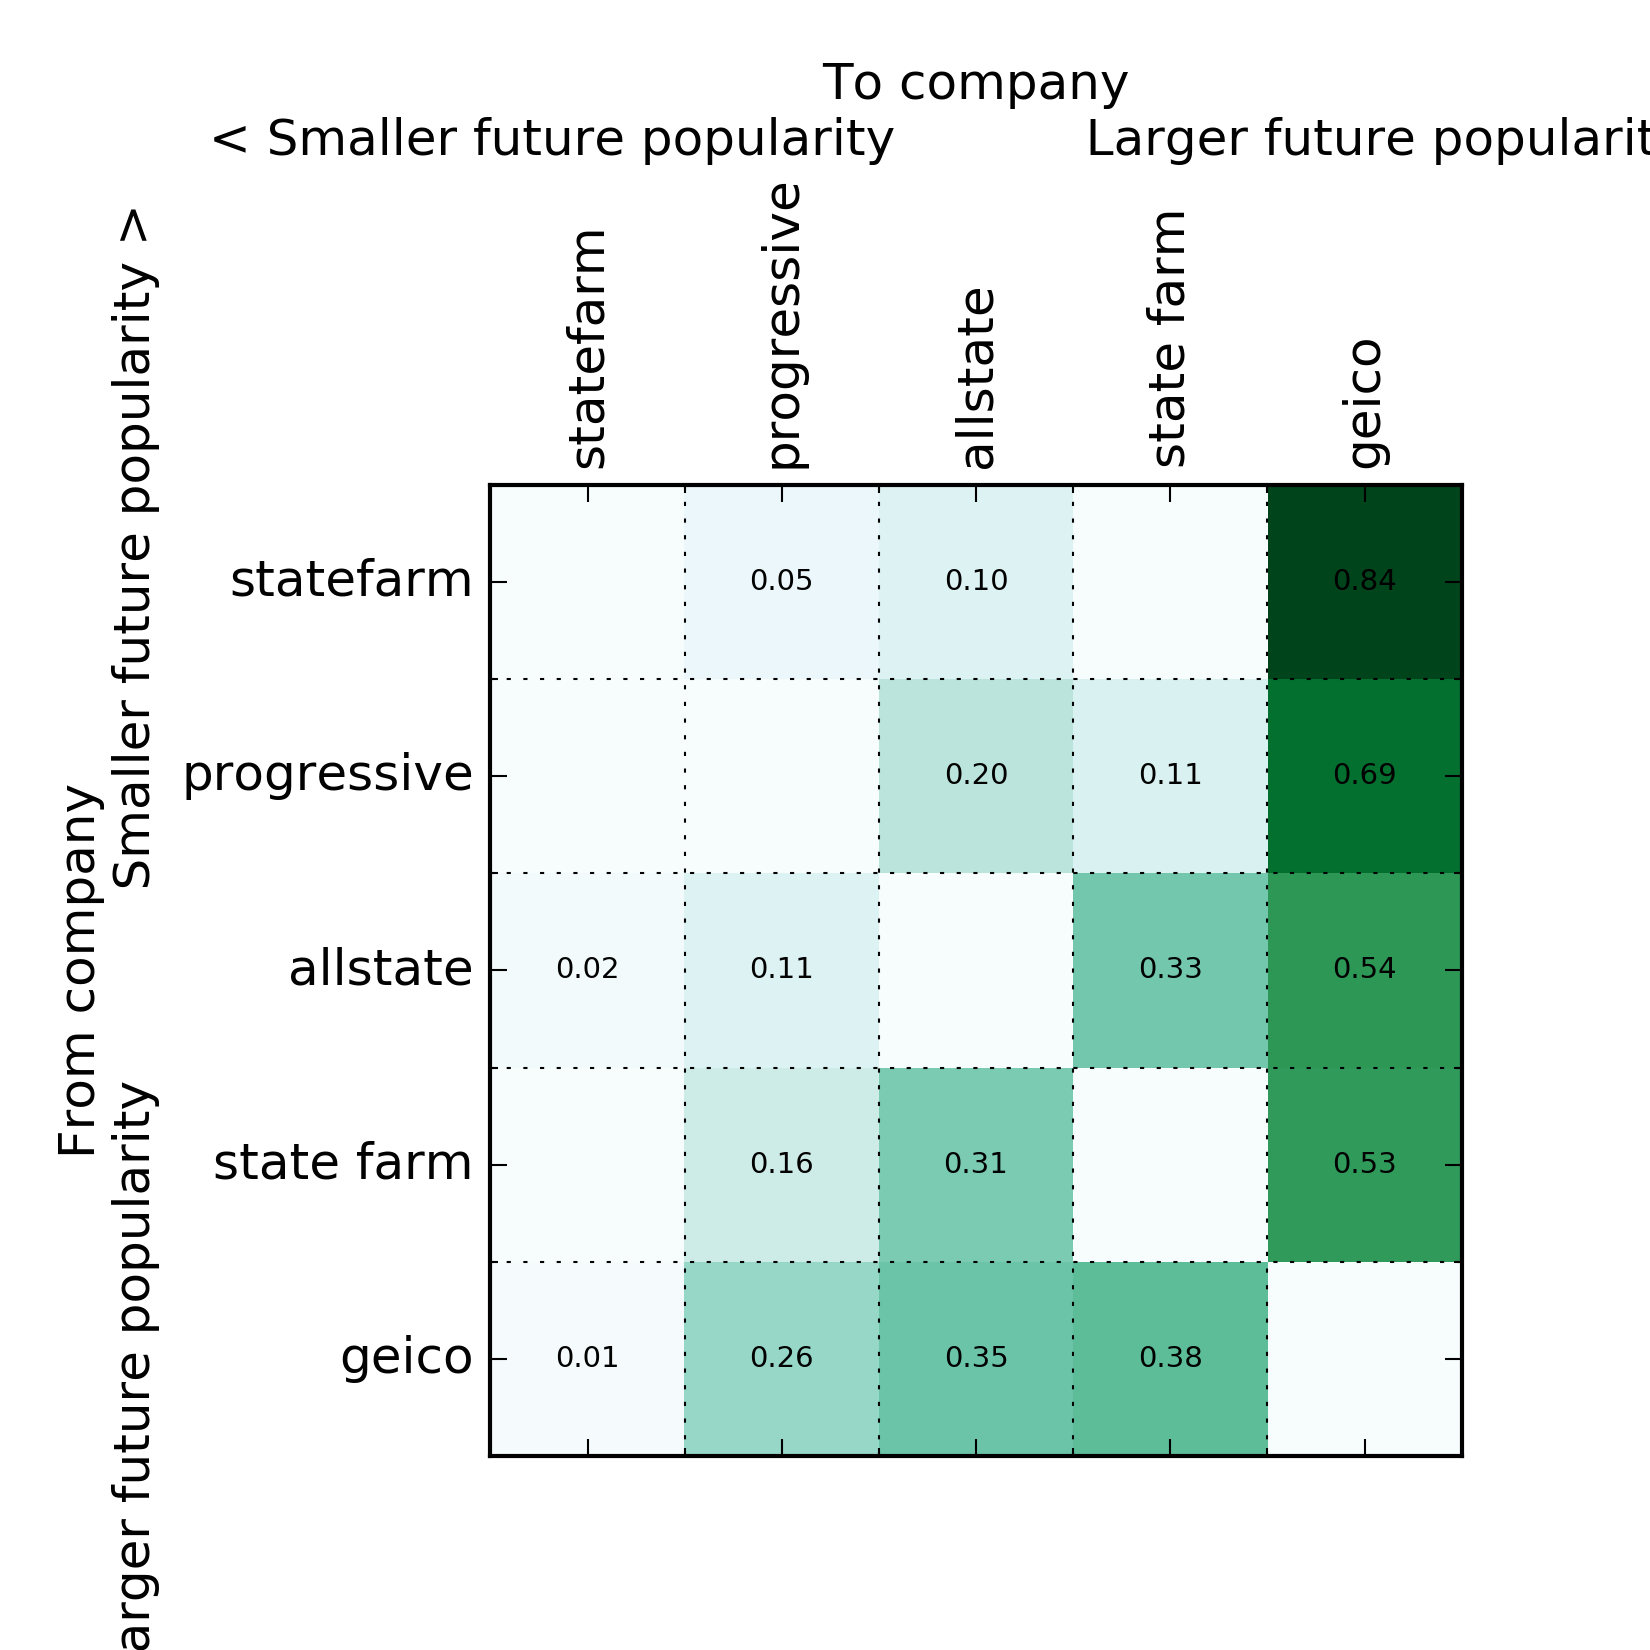 To company
< Smaller future popularity Larger future popularit
statefarm progressive allstate state farm geico
From company
arger future popularity Smaller future popularity >
statefarm 0.05 0.10 0.84
progressive 0.20 0.11 0.69
allstate 0.02 0.11 0.33 0.54
state farm 0.16 0.31 0.53
geico 0.01 0.26 0.35 0.38